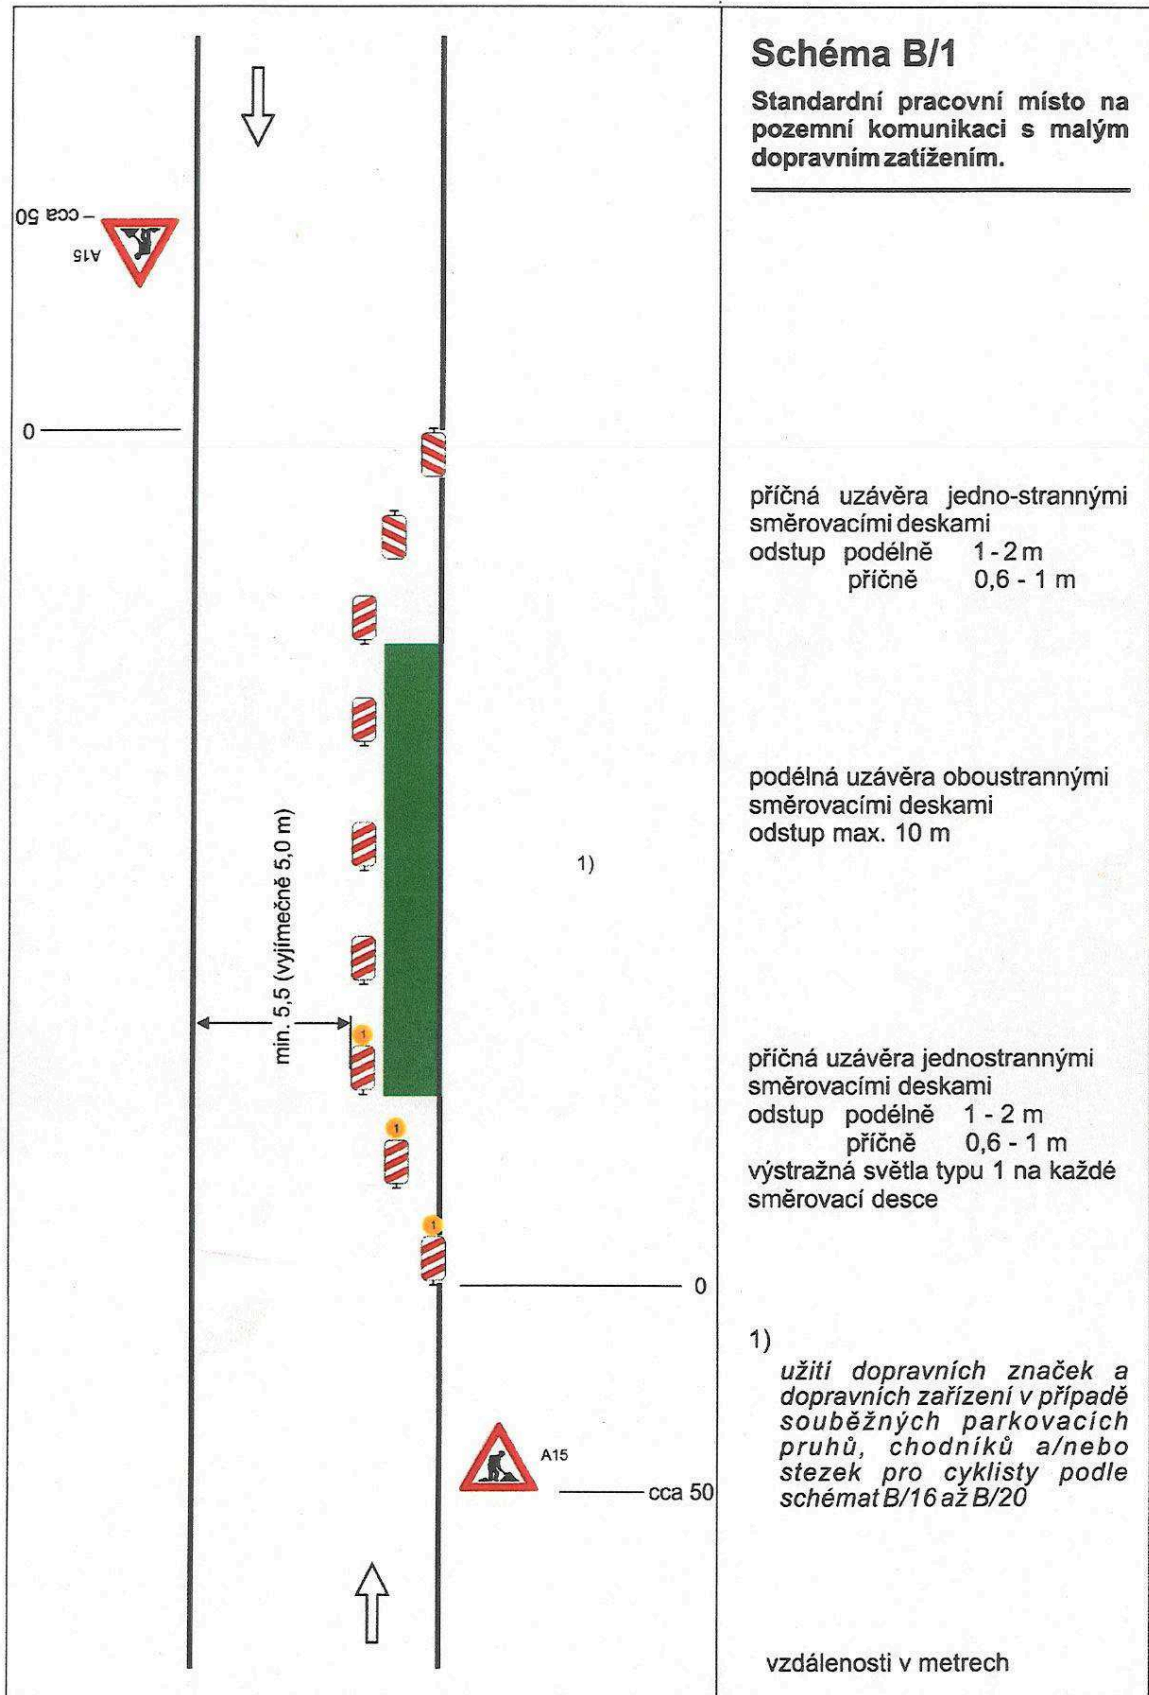 Schéma B/1
Standardní pracovní místo na
pozemní komunikaci s malým
dopravním zatížením.
cca 50
A15
0
příčná uzávěra jedno-strannými
směrovacími deskami
odstup podélně 1 - 2 m
příčně 0,6 - 1 m
podélná uzávěra oboustrannými
směrovacími deskami
odstup max. 10 m
1)
min. 5,5 (vyjímečně 5,0 m)
1
1
1
příčná uzávěra jednostrannými
směrovacími deskami
odstup podélně 1 - 2 m
příčně 0,6 - 1 m
výstražná světla typu 1 na každé
směrovací desce
0
A15
cca 50
1)
užití dopravních značek a
dopravních zařízení v případě
souběžných parkovacích
pruhů, chodníků a/nebo
stezek pro cyklisty podle
schémat B/16 až B/20
vzdálenosti v metrech